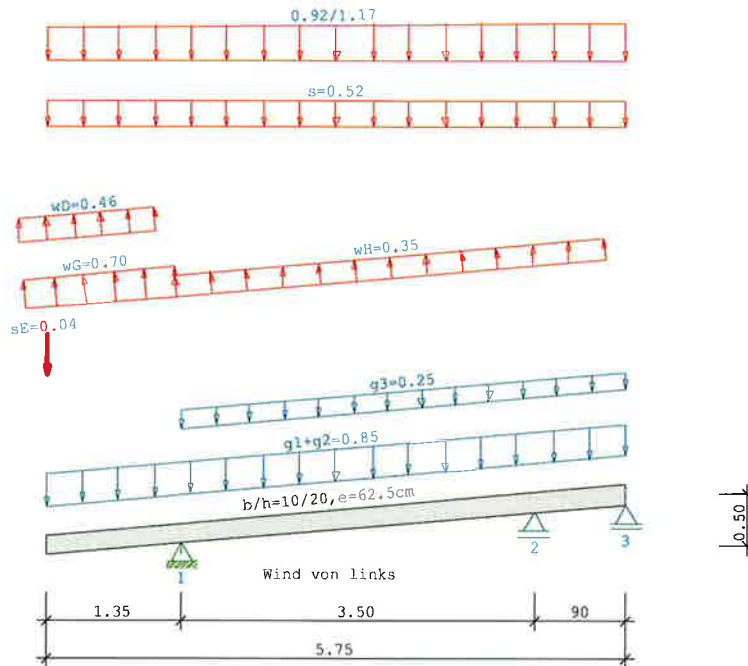 0.92/1.17
s=0.52
wD=0.46
wG=0.70
wH=0.35
sE=0.04
g3=0.25
g1+g2=0.85
b/h=10/20,e=62.5cm
1
2
3
0.50
Wind von links
1.35
3.50
90
5.75